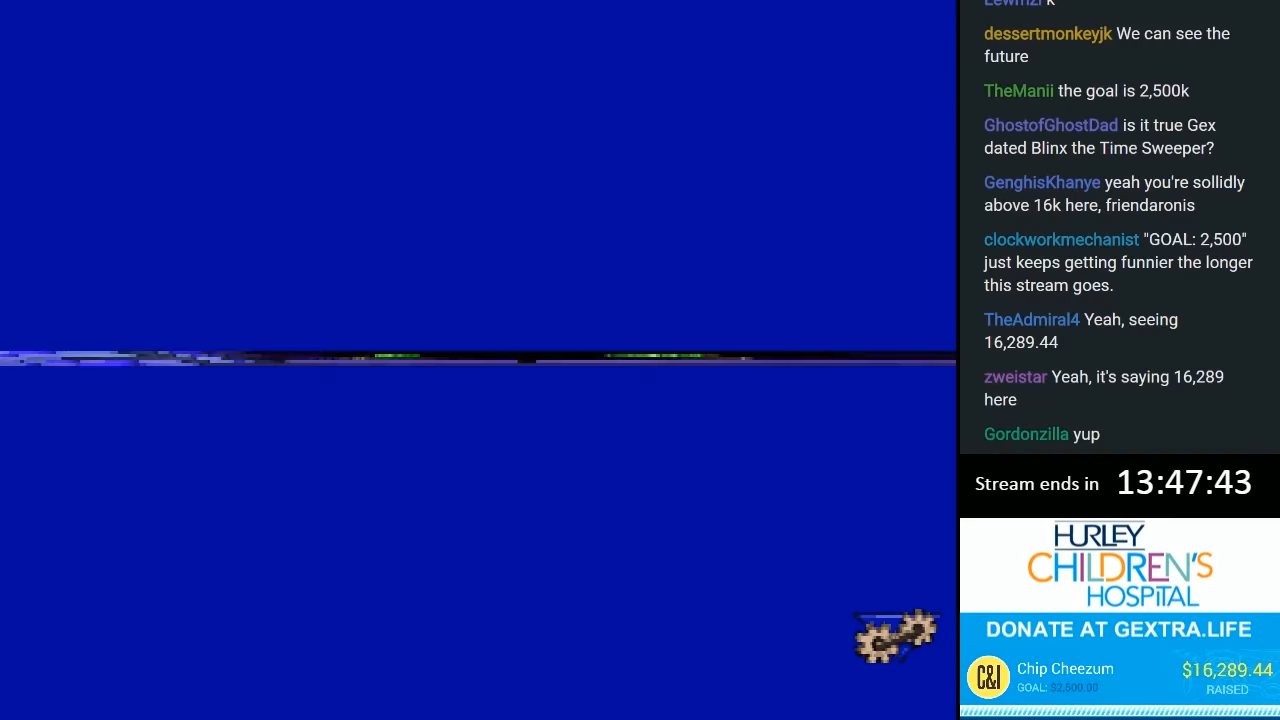 Lewmzi k
dessertmonkeyjk We can see the
future
TheManii the goal is 2,500k
GhostofGhostDad is it true Gex
dated Blinx the Time Sweeper?
GenghisKhanye yeah you're sollidly
above 16k here, friendaronis
clockworkmechanist "GOAL: 2,500"
just keeps getting funnier the longer
this stream goes.
TheAdmiral4 Yeah, seeing
16,289.44
zweistar Yeah, it's saying 16,289
here
Gordonzilla yup
Stream ends in 13:47:43
HURLEY
CHILDREN'S
HOSPITAL
DONATE AT GEXTRA.LIFE
C&I
Chip Cheezum
$16,289.44
GOAL: $2,500.00
RAISED